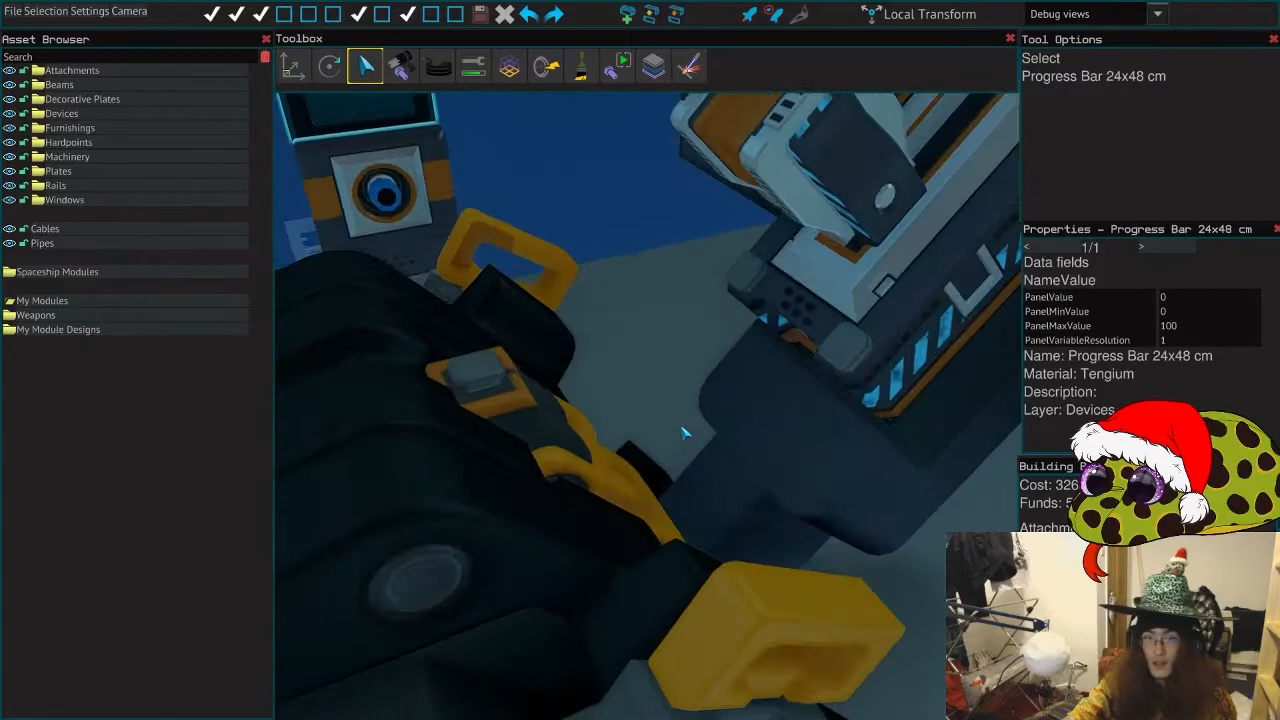 File Selection Settings Camera
Local Transform
Debug views
Asset Browser
Toolbox
Tool Options
Search
Attachments
Beams
Decorative Plates
Devices
Furnishings
Hardpoints
Machinery
Plates
Rails
Windows
Cables
Pipes
Spaceship Modules
My Modules
Weapons
My Module Designs
Select
Progress Bar 24x48 cm
Properties - Progress Bar 24x48 cm
< 1/1 >
Data fields
NameValue
PanelValue 0
PanelMinValue 0
PanelMaxValue 100
PanelVariableResolution 1
Name: Progress Bar 24x48 cm
Material: Tengium
Description:
Layer: Devices
Building
Cost: 326
Funds:
Attachm